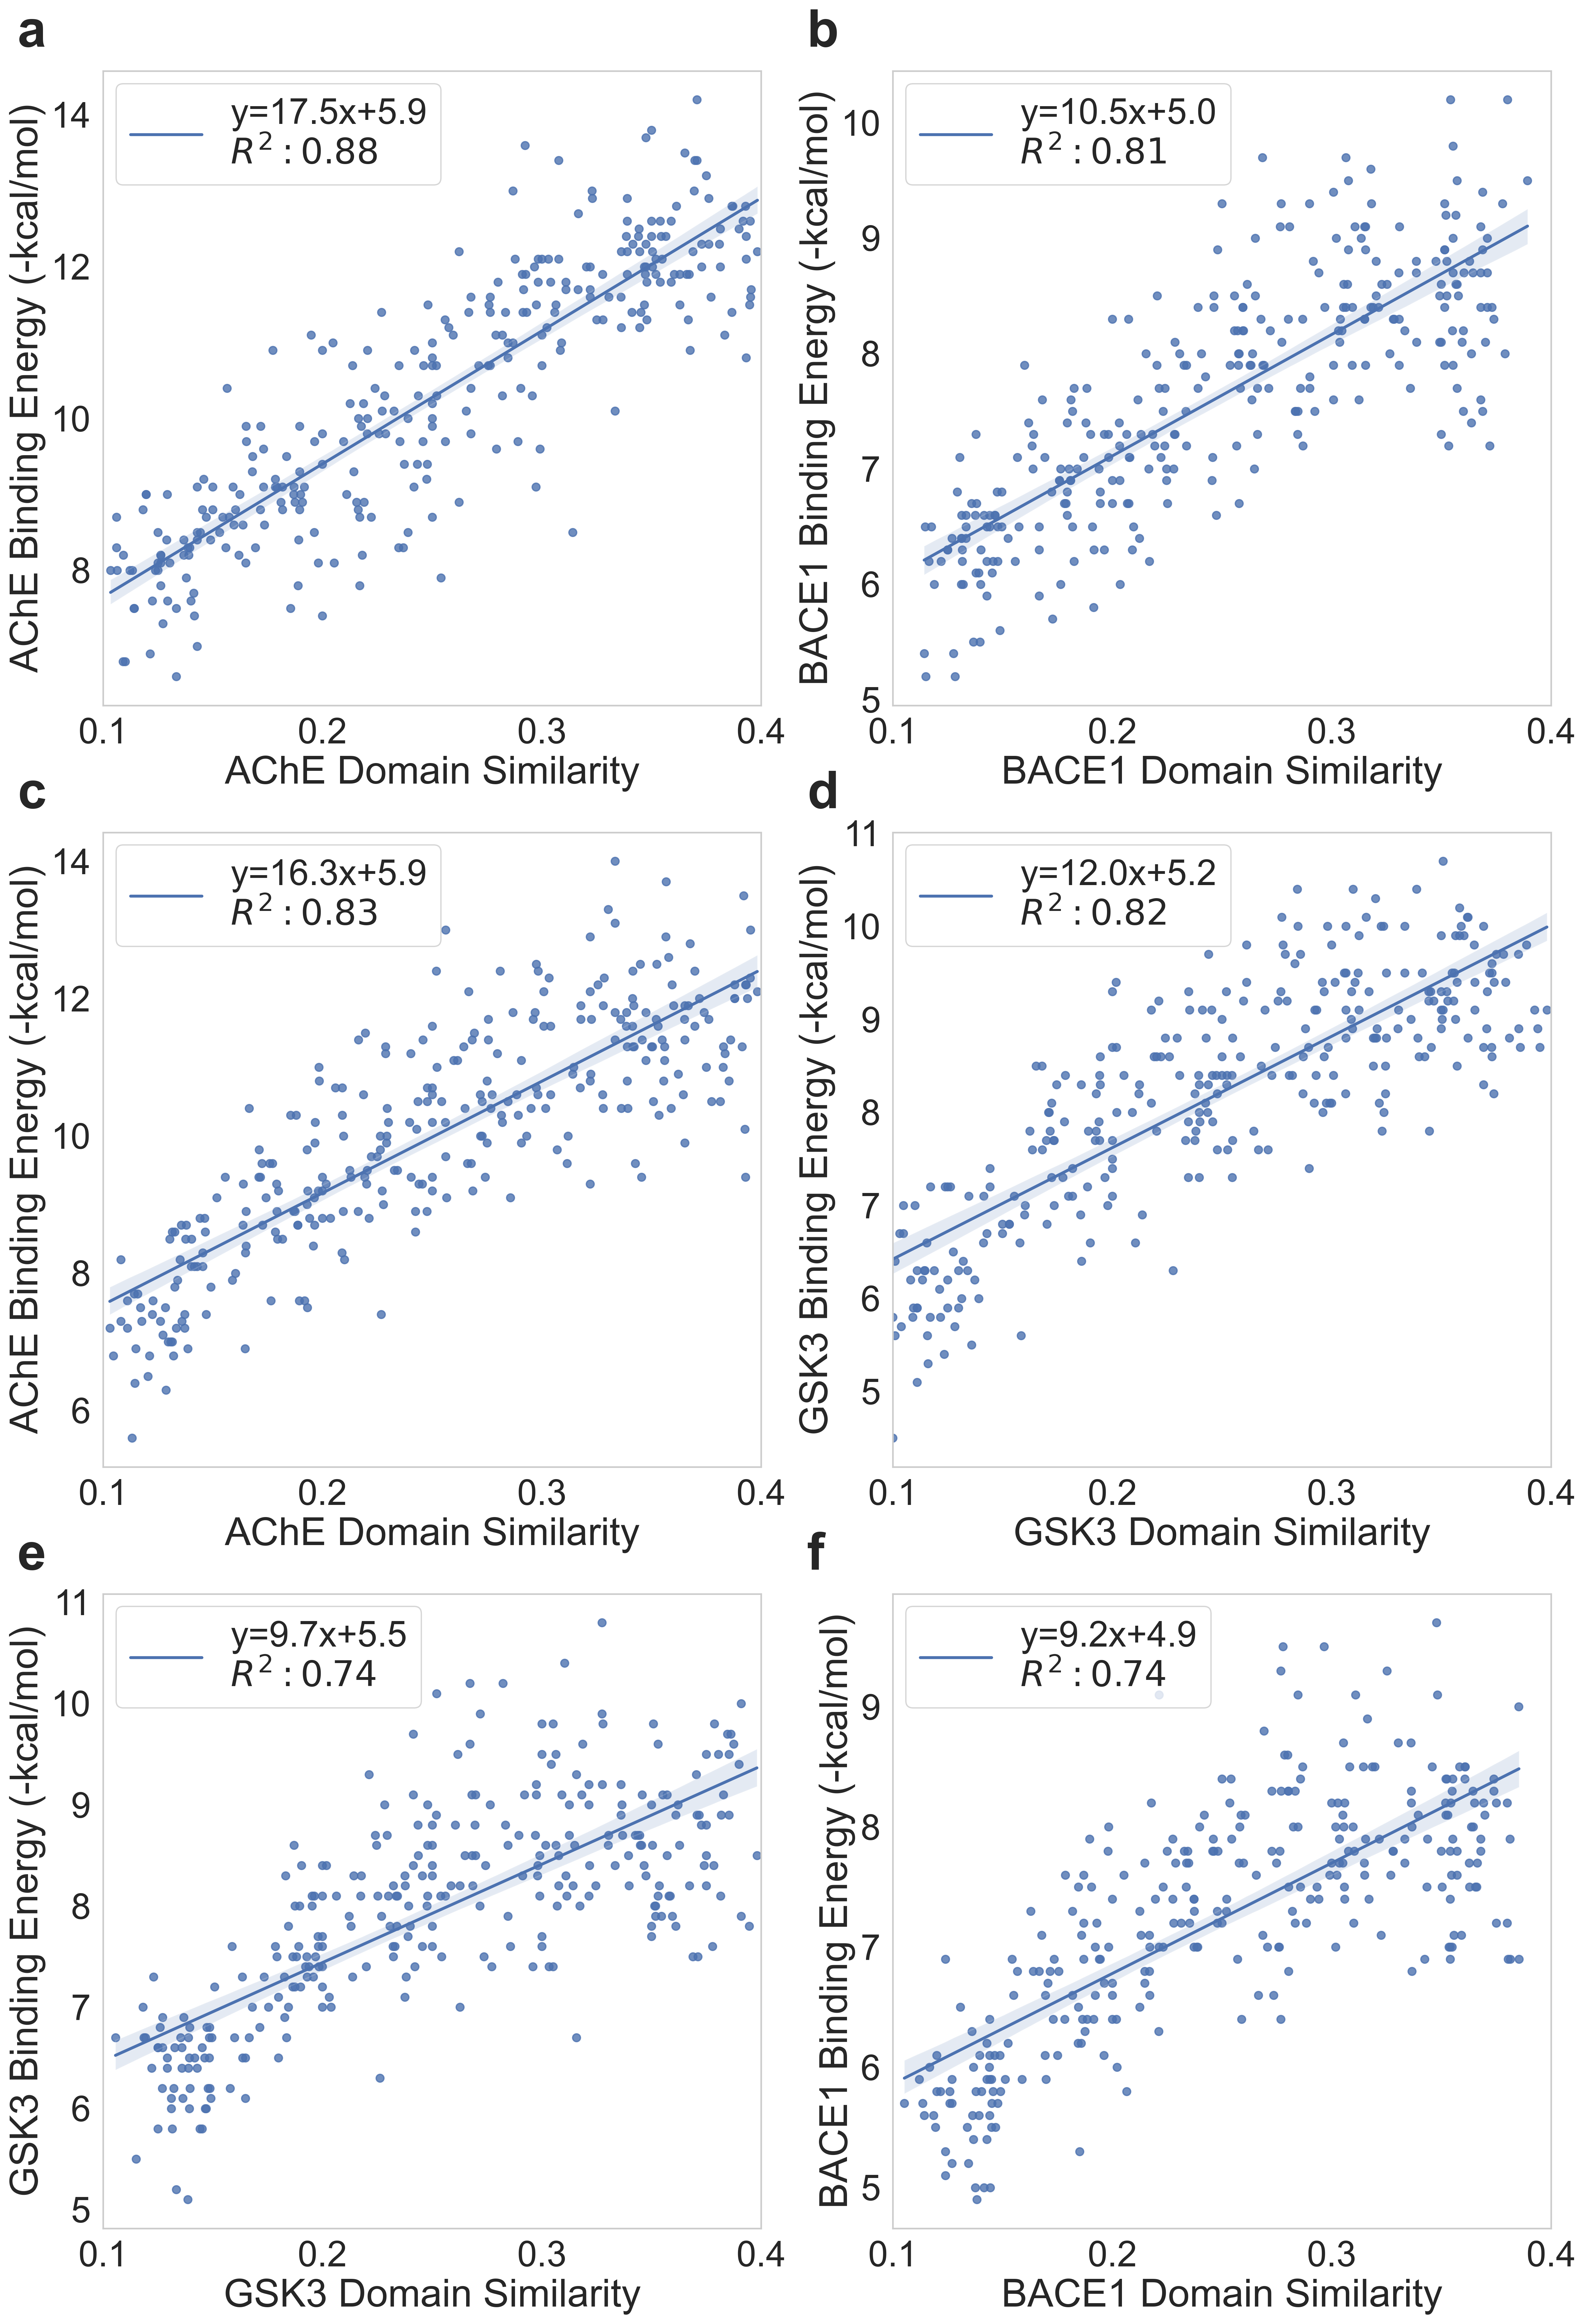 a
y=17.5x+5.9
R² : 0.88
AChE Binding Energy (-kcal/mol)
14
12
10
8
0.1 0.2 0.3 0.4
AChE Domain Similarity
b
y=10.5x+5.0
R² : 0.81
BACE1 Binding Energy (-kcal/mol)
10
9
8
7
6
5
0.1 0.2 0.3 0.4
BACE1 Domain Similarity
c
y=16.3x+5.9
R² : 0.83
AChE Binding Energy (-kcal/mol)
14
12
10
8
6
0.1 0.2 0.3 0.4
AChE Domain Similarity
d
y=12.0x+5.2
R² : 0.82
GSK3 Binding Energy (-kcal/mol)
11
10
9
8
7
6
5
0.1 0.2 0.3 0.4
GSK3 Domain Similarity
e
y=9.7x+5.5
R² : 0.74
GSK3 Binding Energy (-kcal/mol)
11
10
9
8
7
6
5
0.1 0.2 0.3 0.4
GSK3 Domain Similarity
f
y=9.2x+4.9
R² : 0.74
BACE1 Binding Energy (-kcal/mol)
9
8
7
6
5
0.1 0.2 0.3 0.4
BACE1 Domain Similarity